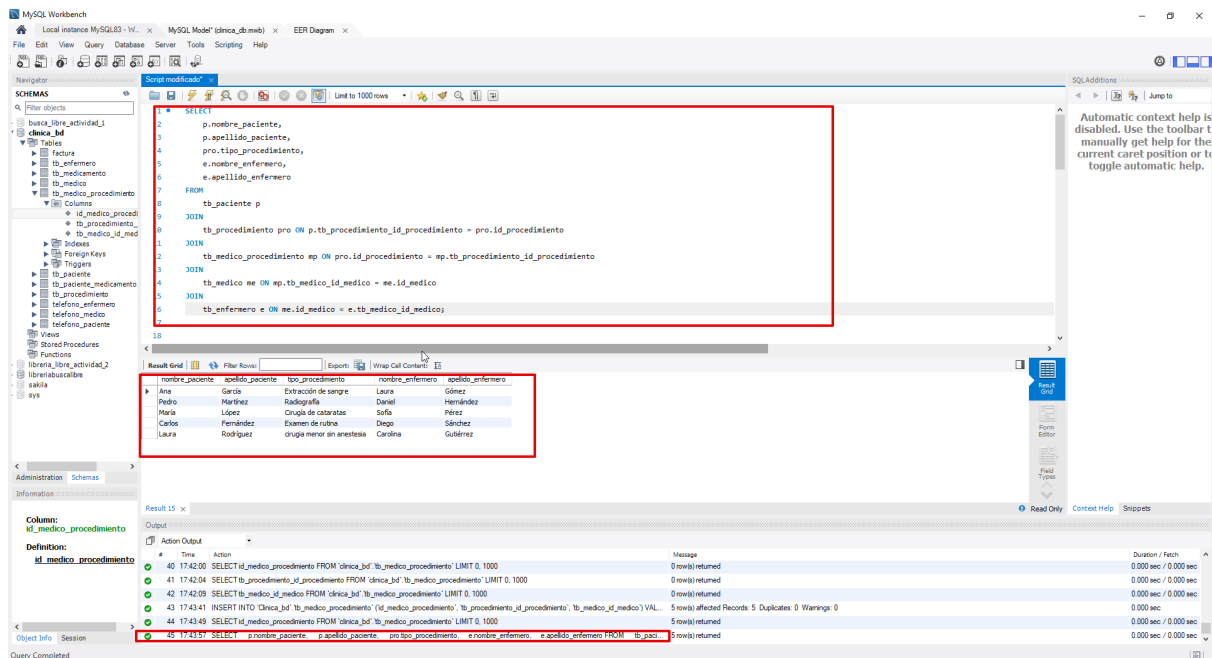 MySQL Workbench
Local instance MySQL83 - W... × MySQL Model* (clinica_db.mwb) × EER Diagram ×
File Edit View Query Database Server Tools Scripting Help
Navigator
SCHEMAS
Filter objects
busca_libre_actividad_1
clinica_bd
Tables
factura
tb_enfermero
tb_medicamento
tb_medico
tb_medico_procedimiento
Columns
id_medico_procedi
tb_procedimiento_
tb_medico_id_med
Indexes
Foreign Keys
Triggers
tb_paciente
tb_paciente_medicamento
tb_procedimiento
telefono_enfermero
telefono_medico
telefono_paciente
Views
Stored Procedures
Functions
libreria_libre_actividad_2
libreriabuscalibre
sakila
sys
Administration Schemas
Information
Column:
id_medico_procedimiento
Definition:
id_medico_procedimiento
Object Info Session
Script modificado* ×
Limit to 1000 rows
1 SELECT
2 p.nombre_paciente,
3 p.apellido_paciente,
4 pro.tipo_procedimiento,
5 e.nombre_enfermero,
6 e.apellido_enfermero
7 FROM
8 tb_paciente p
9 JOIN
0 tb_procedimiento pro ON p.tb_procedimiento_id_procedimiento = pro.id_procedimiento
1 JOIN
2 tb_medico_procedimiento mp ON pro.id_procedimiento = mp.tb_procedimiento_id_procedimiento
3 JOIN
4 tb_medico me ON mp.tb_medico_id_medico = me.id_medico
5 JOIN
6 tb_enfermero e ON me.id_medico = e.tb_medico_id_medico;
7
18
Result Grid Filter Rows: Export: Wrap Cell Content:
nombre_paciente apellido_paciente tipo_procedimiento nombre_enfermero apellido_enfermero
Ana García Extracción de sangre Laura Gómez
Pedro Martínez Radiografía Daniel Hernández
María López Cirugía de cataratas Sofía Pérez
Carlos Fernández Examen de rutina Diego Sánchez
Laura Rodríguez cirugia menor sin anestesia Carolina Gutiérrez
Result Grid
Form Editor
Field Types
Result 15 ×
Read Only
SQLAdditions
Jump to
Automatic context help is
disabled. Use the toolbar t
manually get help for the
current caret position or to
toggle automatic help.
Context Help Snippets
Output
Action Output
# Time Action Message Duration / Fetch
40 17:42:00 SELECT id_medico_procedimiento FROM `clinica_bd`.`tb_medico_procedimiento` LIMIT 0, 1000 0 row(s) returned 0.000 sec / 0.000 sec
41 17:42:04 SELECT tb_procedimiento_id_procedimiento FROM `clinica_bd`.`tb_medico_procedimiento` LIMIT 0, 1000 0 row(s) returned 0.000 sec / 0.000 sec
42 17:42:09 SELECT tb_medico_id_medico FROM `clinica_bd`.`tb_medico_procedimiento` LIMIT 0, 1000 0 row(s) returned 0.000 sec / 0.000 sec
43 17:43:41 INSERT INTO `Clinica_bd`.`tb_medico_procedimiento` (`id_medico_procedimiento`, `tb_procedimiento_id_procedimiento`, `tb_medico_id_medico`) VAL... 5 row(s) affected Records: 5 Duplicates: 0 Warnings: 0 0.000 sec
44 17:43:49 SELECT id_medico_procedimiento FROM `clinica_bd`.`tb_medico_procedimiento` LIMIT 0, 1000 5 row(s) returned 0.000 sec / 0.000 sec
45 17:43:57 SELECT p.nombre_paciente, p.apellido_paciente, pro.tipo_procedimiento, e.nombre_enfermero, e.apellido_enfermero FROM tb_paci... 5 row(s) returned 0.000 sec / 0.000 sec
Query Completed